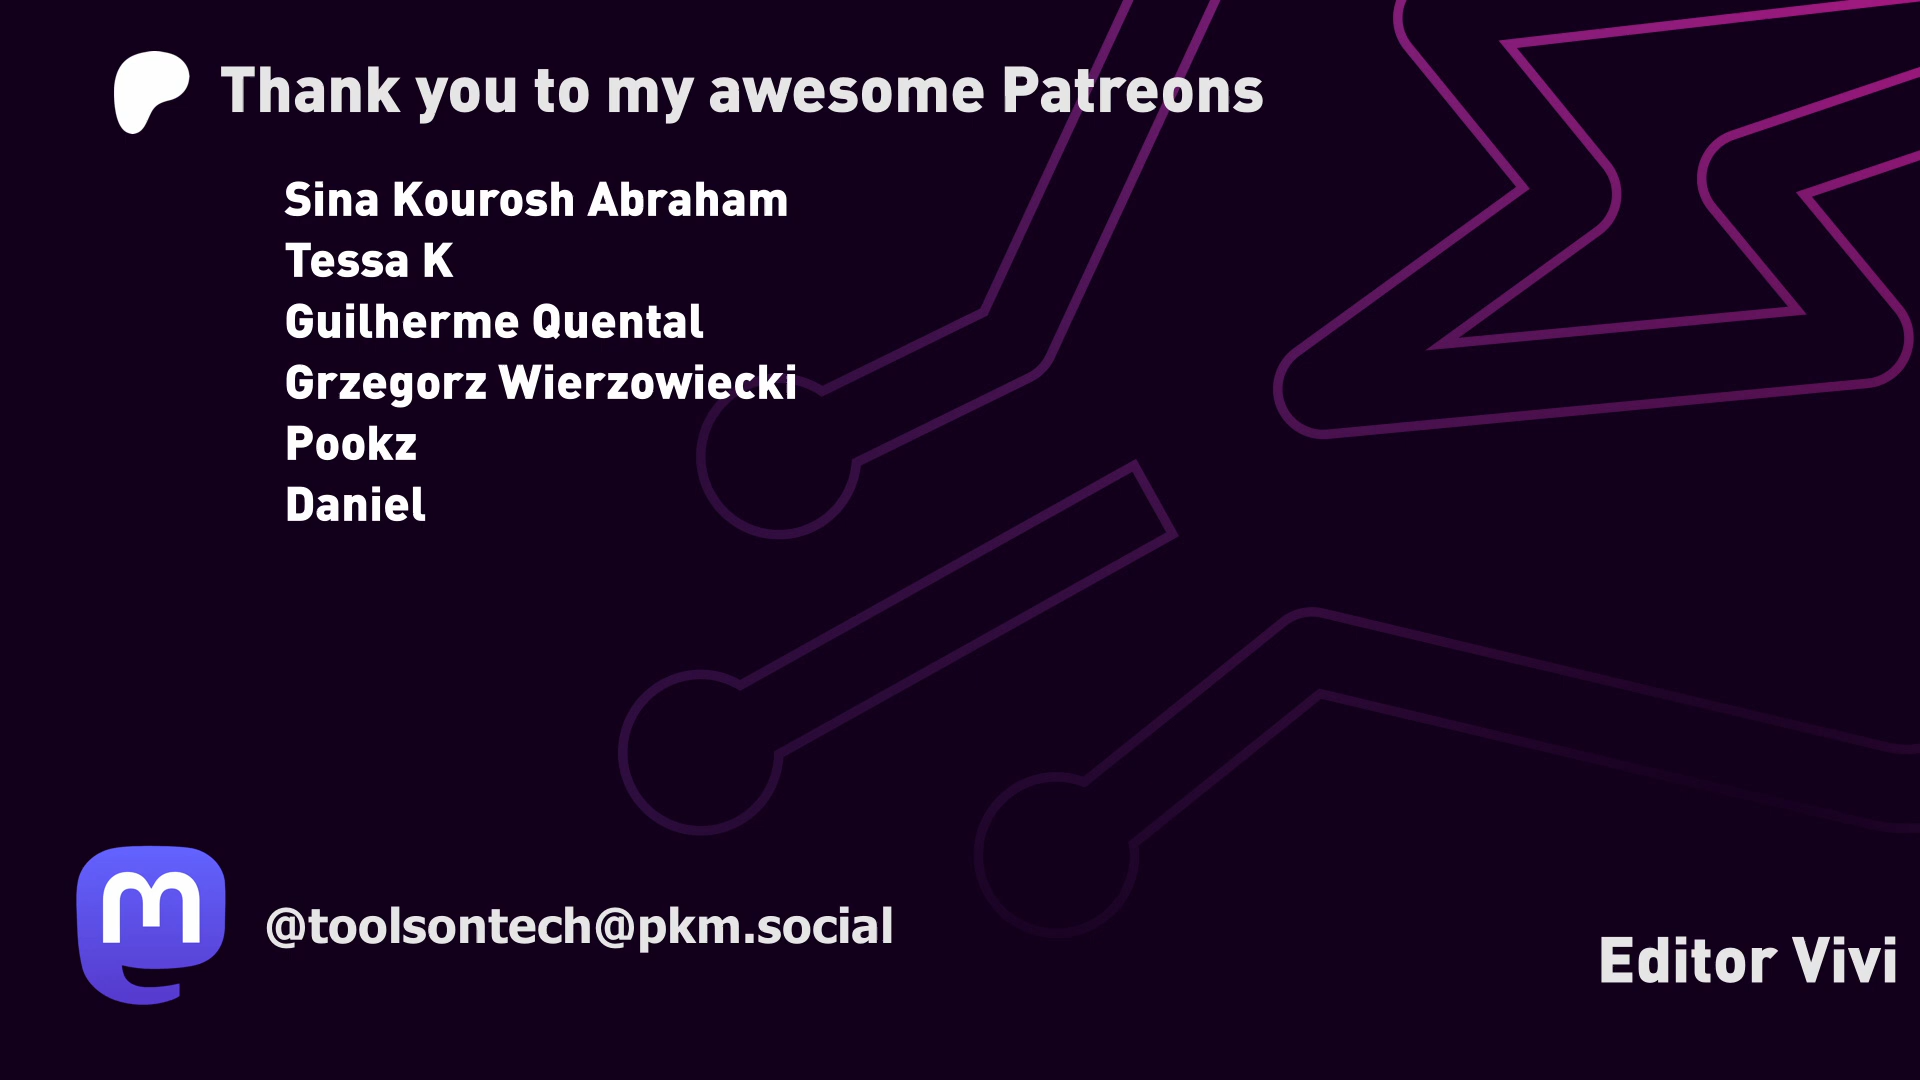 Thank you to my awesome Patreons
Sina Kourosh Abraham
Tessa K
Guilherme Quental
Grzegorz Wierzowiecki
Pookz
Daniel
@toolsontech@pkm.social
Editor Vivi